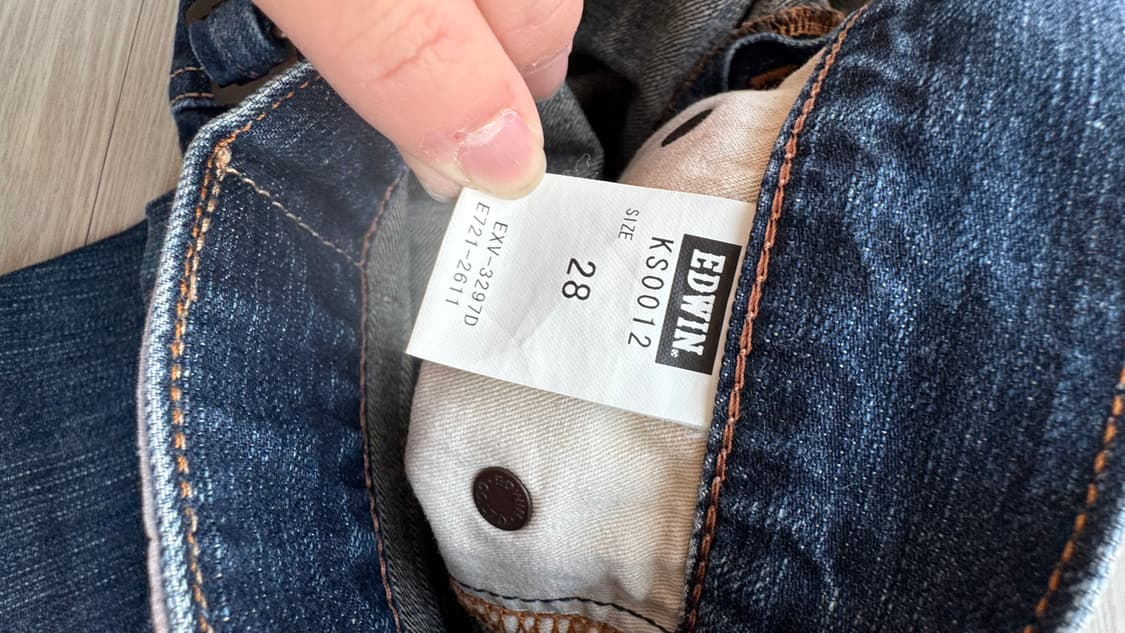 EDWIN
KS0012
SIZE
28
EXV-3297D
E721-2611